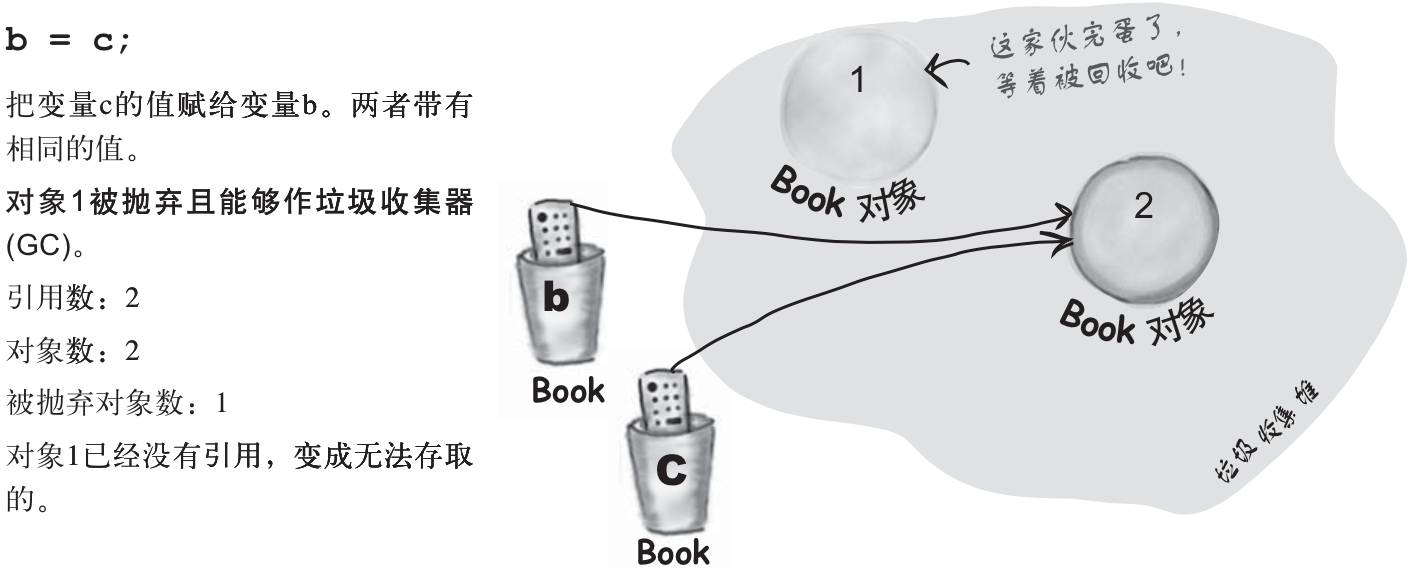 b = c;
把变量c的值赋给变量b。两者带有
相同的值。
对象1被抛弃且能够作垃圾收集器
(GC)。
引用数：2
对象数：2
被抛弃对象数：1
对象1已经没有引用，变成无法存取
的。
这家伙完蛋了，
等着被回收吧！
1
Book 对象
2
Book 对象
b
Book
c
Book
垃圾收集堆